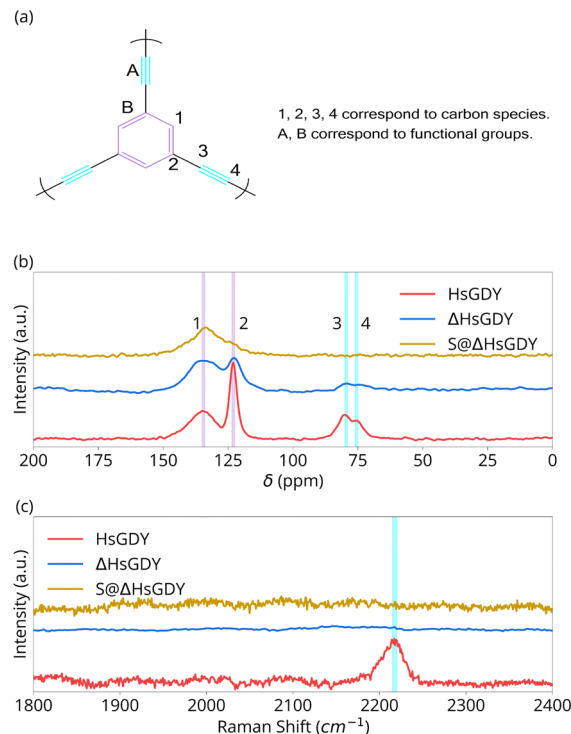 (a)
A
B
1
2
3
4
1, 2, 3, 4 correspond to carbon species.
A, B correspond to functional groups.
(b)
1
2
3
4
HsGDY
ΔHsGDY
S@ΔHsGDY
Intensity (a.u.)
200
175
150
125
100
75
50
25
0
δ (ppm)
(c)
HsGDY
ΔHsGDY
S@ΔHsGDY
Intensity (a.u.)
1800
1900
2000
2100
2200
2300
2400
Raman Shift (cm⁻¹)